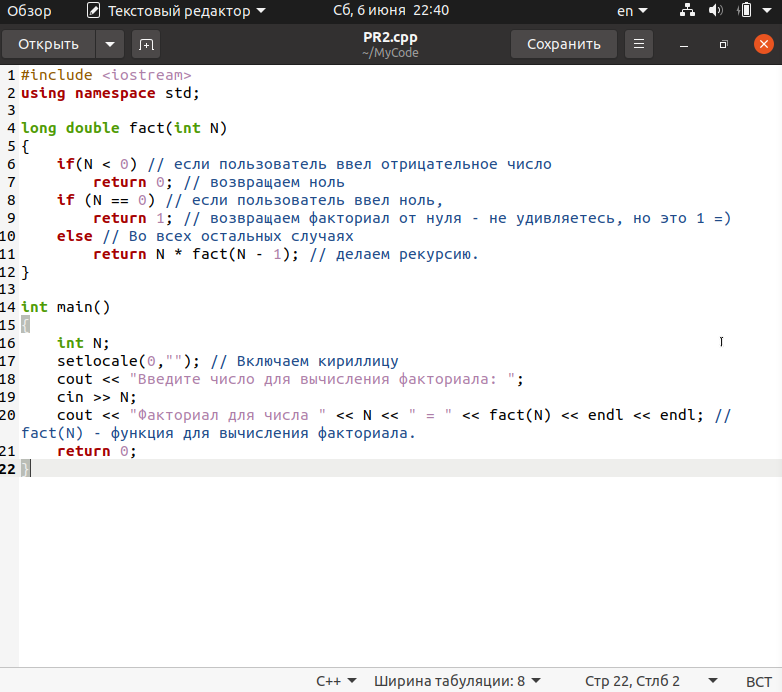 Обзор Текстовый редактор Сб, 6 июня 22:40 en
Открыть PR2.cpp Сохранить
~/MyCode
1 #include <iostream>
2 using namespace std;
3
4 long double fact(int N)
5 {
6     if(N < 0) // если пользователь ввел отрицательное число
7         return 0; // возвращаем ноль
8     if (N == 0) // если пользователь ввел ноль,
9         return 1; // возвращаем факториал от нуля - не удивляетесь, но это 1 =)
10     else // Во всех остальных случаях
11         return N * fact(N - 1); // делаем рекурсию.
12 }
13
14 int main()
15 {
16     int N;
17     setlocale(0,""); // Включаем кириллицу
18     cout << "Введите число для вычисления факториала: ";
19     cin >> N;
20     cout << "Факториал для числа " << N << " = " << fact(N) << endl << endl; //
fact(N) - функция для вычисления факториала.
21     return 0;
22 }
C++ Ширина табуляции: 8 Стр 22, Стлб 2 ВСТ